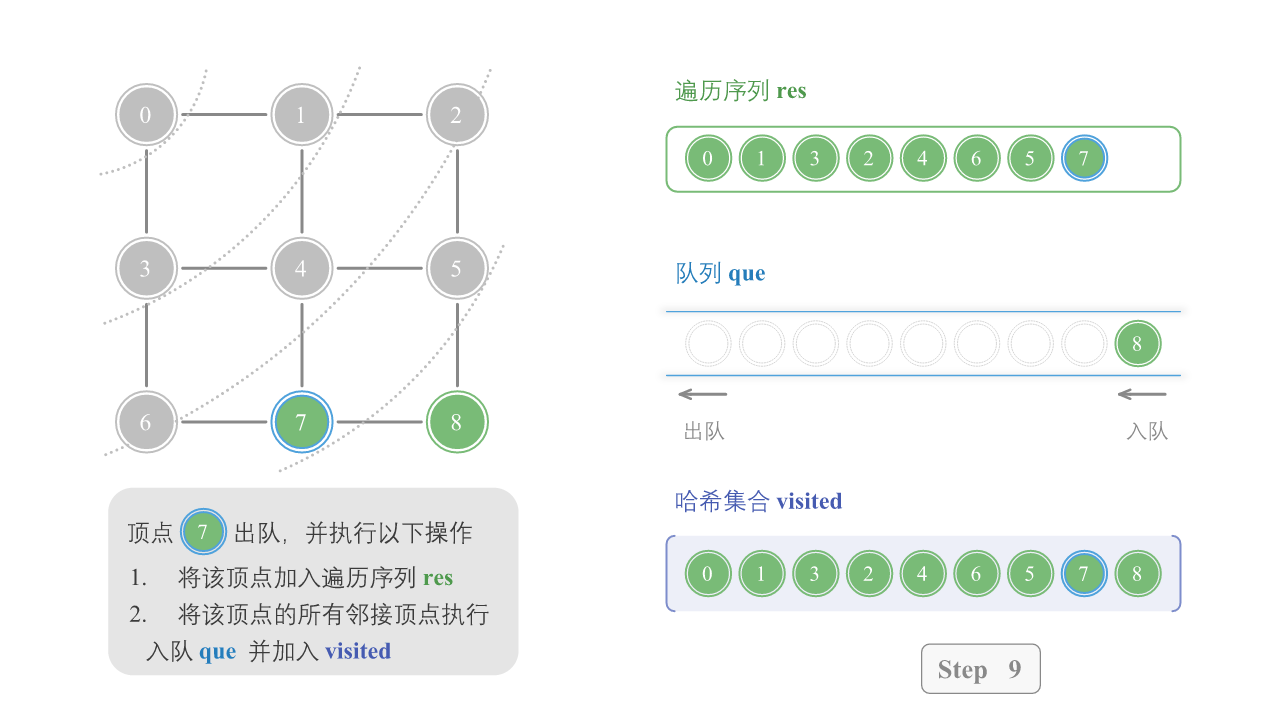 0 1 2
3 4 5
6 7 8
顶点 7 出队，并执行以下操作
1. 将该顶点加入遍历序列 res
2. 将该顶点的所有邻接顶点执行
入队 que 并加入 visited
遍历序列 res
0 1 3 2 4 6 5 7
队列 que
8
出队 入队
哈希集合 visited
0 1 3 2 4 6 5 7 8
Step 9